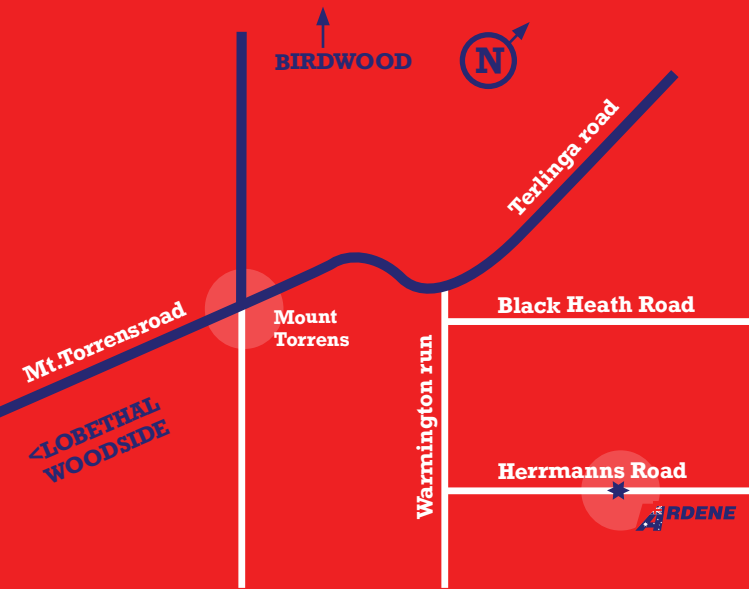 BIRDWOOD
N
Terlinga road
Mt.Torrensroad
Mount
Torrens
Black Heath Road
Warmington run
<LOBETHAL
WOODSIDE
Herrmanns Road
ARDENE